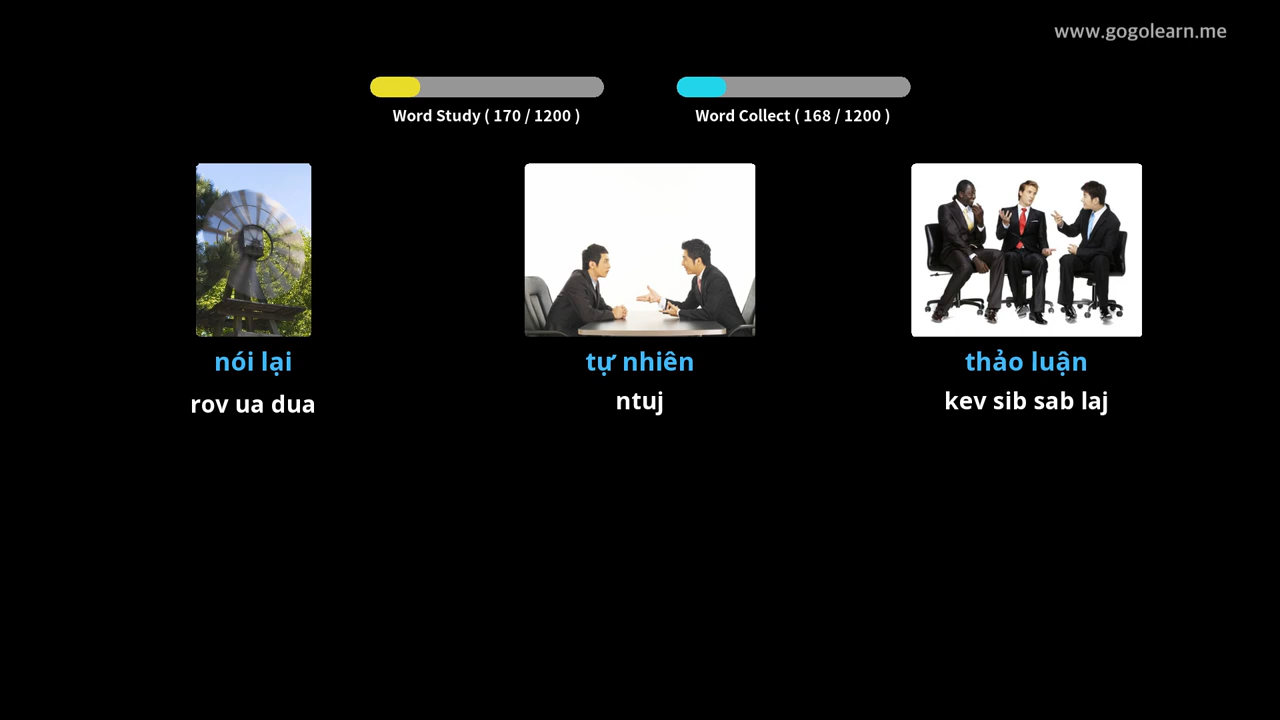 www.gogolearn.me
Word Study ( 170 / 1200 )
Word Collect ( 168 / 1200 )
nói lại
rov ua dua
tự nhiên
ntuj
thảo luận
kev sib sab laj